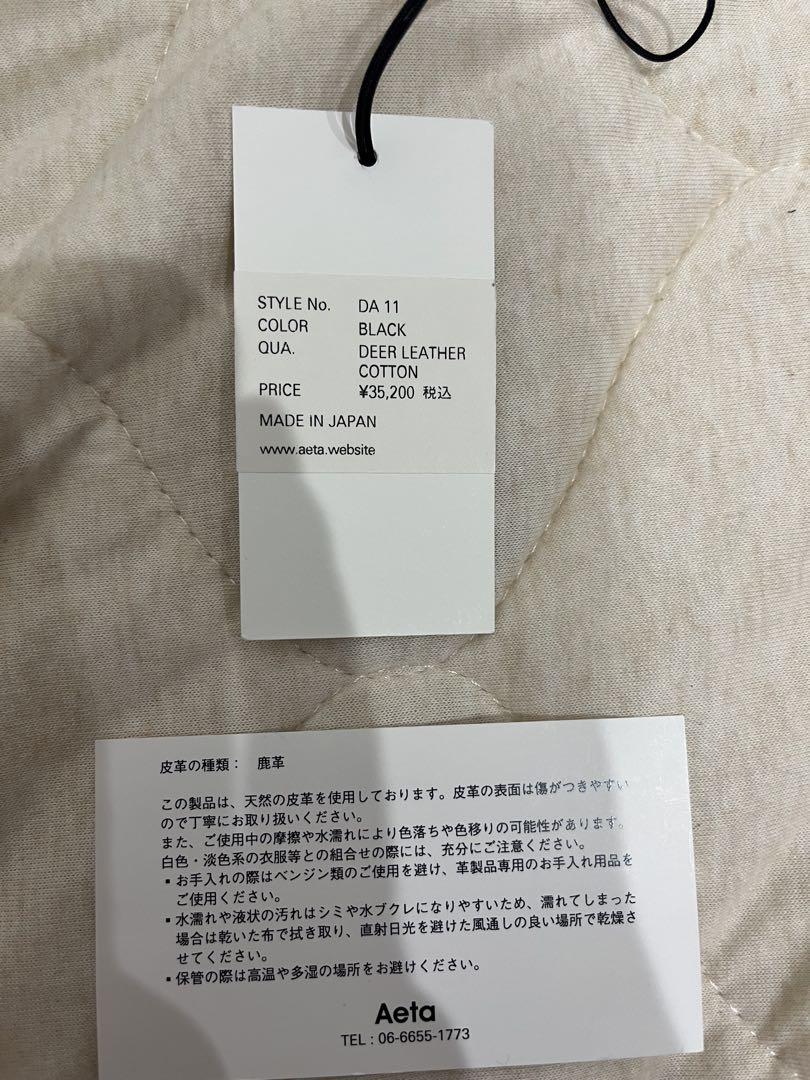 STYLE No. DA 11
COLOR BLACK
QUA. DEER LEATHER
COTTON
PRICE ¥35,200 税込
MADE IN JAPAN
www.aeta.website
皮革の種類： 鹿革
この製品は、天然の皮革を使用しております。皮革の表面は傷がつきやすい
ので丁寧にお取り扱いください。
また、ご使用中の摩擦や水濡れにより色落ちや色移りの可能性があります。
白色・淡色系の衣服等との組合せの際には、充分にご注意ください。
▪お手入れの際はベンジン類のご使用を避け、革製品専用のお手入れ用品を
ご使用ください。
▪水濡れや液状の汚れはシミや水ブクレになりやすいため、濡れてしまった
場合は乾いた布で拭き取り、直射日光を避けた風通しの良い場所で乾燥さ
せてください。
▪保管の際は高温や多湿の場所をお避けください。
Aeta
TEL : 06-6655-1773